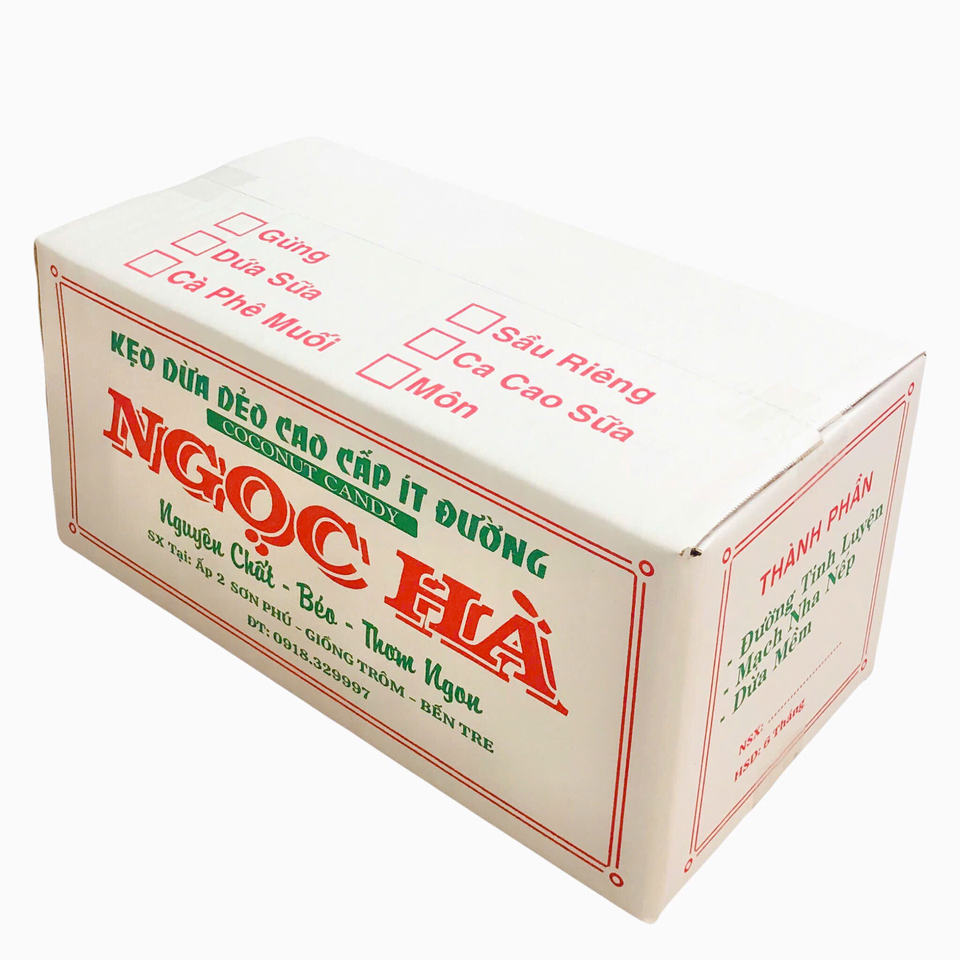 Gừng
Dứa Sữa
Cà Phê Muối
Sầu Riêng
Ca Cao Sữa
Môn
KẸO DỪA DẺO CAO CẤP ÍT ĐƯỜNG
COCONUT CANDY
NGỌC HÀ
Nguyên Chất - Béo - Thơm Ngon
SX Tại: Ấp 2 SƠN PHÚ - GIỒNG TRÔM - BẾN TRE
ĐT: 0918.329997
THÀNH PHẦN
- Đường Tinh Luyện
- Mạch Nha Nếp
- Dừa Mềm
NSX: ........................
HSD: 6 Tháng